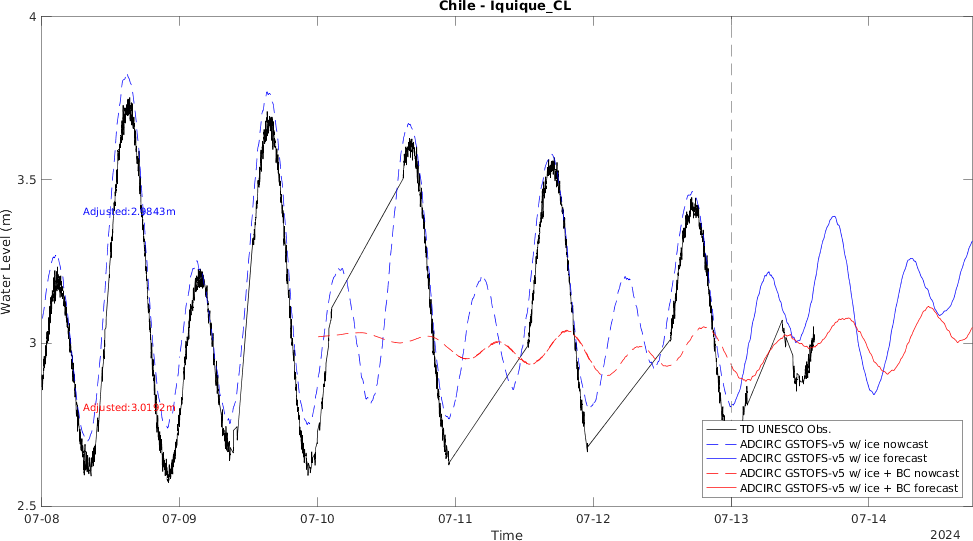 Chile - Iquique_CL
4
3.5
3
2.5
Water Level (m)
Adjusted:2.9843m
Adjusted:3.0192m
TD UNESCO Obs.
ADCIRC GSTOFS-v5 w/ ice nowcast
ADCIRC GSTOFS-v5 w/ ice forecast
ADCIRC GSTOFS-v5 w/ ice + BC nowcast
ADCIRC GSTOFS-v5 w/ ice + BC forecast
07-08 07-09 07-10 07-11 07-12 07-13 07-14
Time
2024